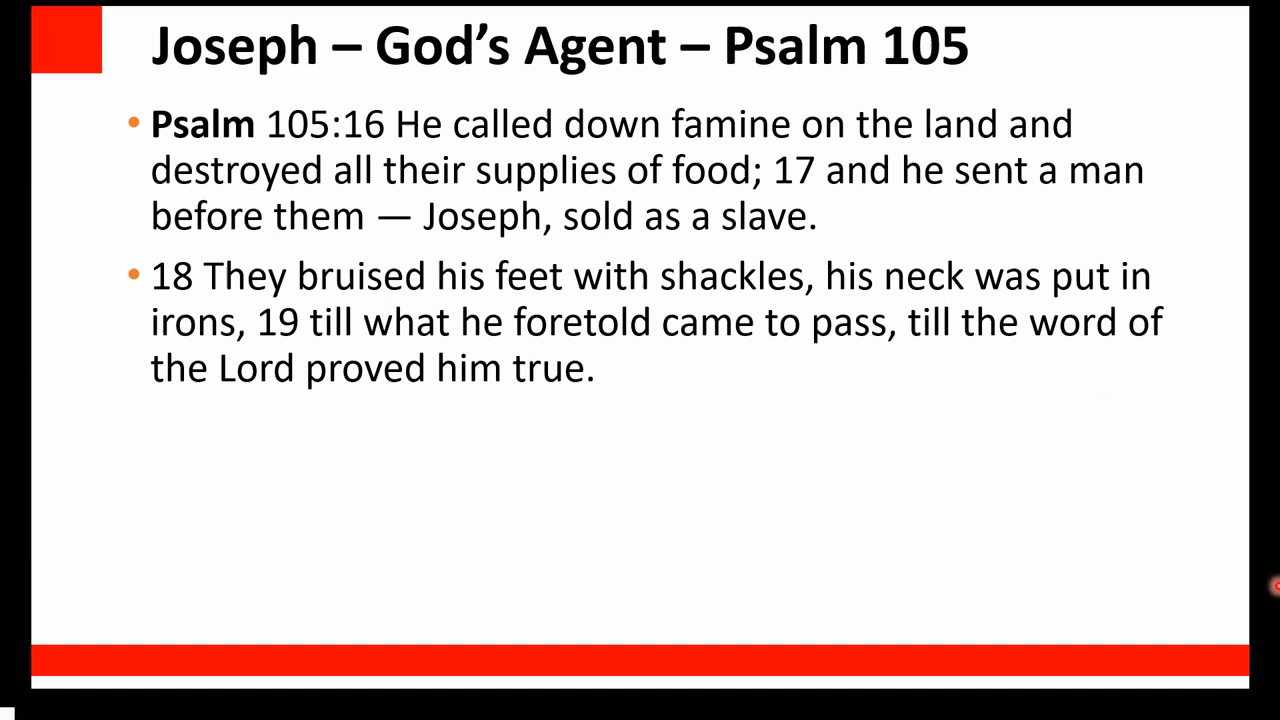 Joseph – God’s Agent – Psalm 105
• Psalm 105:16 He called down famine on the land and
destroyed all their supplies of food; 17 and he sent a man
before them — Joseph, sold as a slave.
• 18 They bruised his feet with shackles, his neck was put in
irons, 19 till what he foretold came to pass, till the word of
the Lord proved him true.